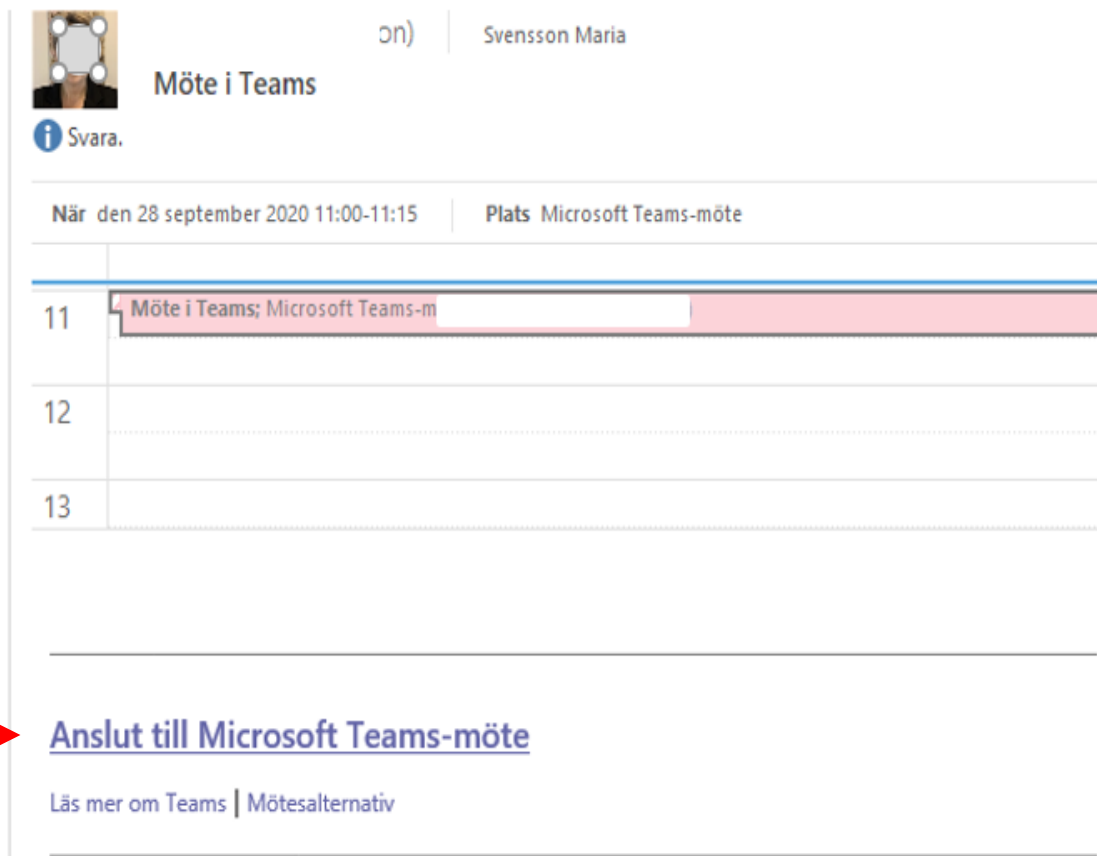 Svensson Maria
Möte i Teams
Svara.
När den 28 september 2020 11:00-11:15 Plats Microsoft Teams-möte
11 Möte i Teams; Microsoft Teams-m
12
13
Anslut till Microsoft Teams-möte
Läs mer om Teams | Mötesalternativ